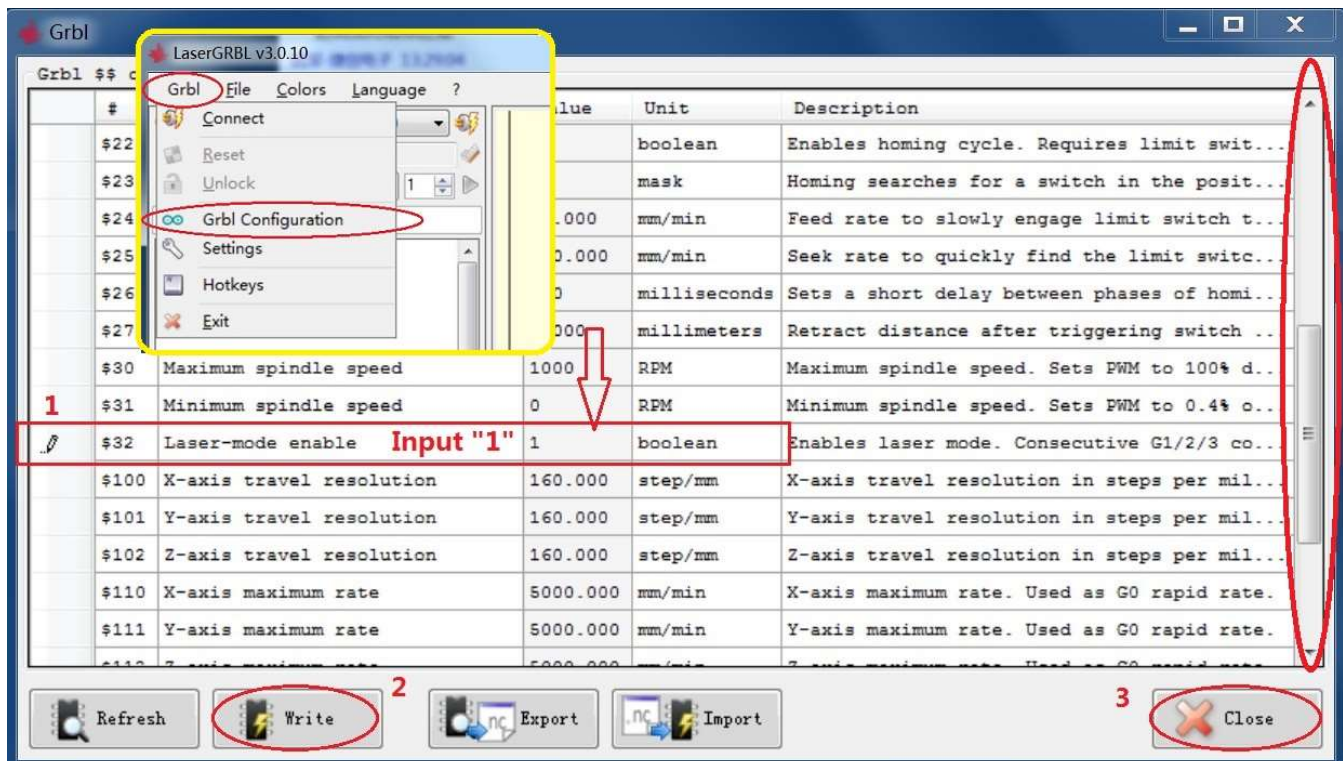 Grbl
LaserGRBL v3.0.10
Grbl File Colors Language ?
Connect
Reset
Unlock
1
Grbl Configuration
Settings
Hotkeys
Exit
Grbl $$
# Unit Description
$22 boolean Enables homing cycle. Requires limit swit...
$23 mask Homing searches for a switch in the posit...
$24 .000 mm/min Feed rate to slowly engage limit switch t...
$25 .000 mm/min Seek rate to quickly find the limit switc...
$26 milliseconds Sets a short delay between phases of homi...
$27 millimeters Retract distance after triggering switch ...
$30 Maximum spindle speed 1000 RPM Maximum spindle speed. Sets PWM to 100% d...
1 $31 Minimum spindle speed 0 RPM Minimum spindle speed. Sets PWM to 0.4% o...
$32 Laser-mode enable Input "1" 1 boolean Enables laser mode. Consecutive G1/2/3 co...
$100 X-axis travel resolution 160.000 step/mm X-axis travel resolution in steps per mil...
$101 Y-axis travel resolution 160.000 step/mm Y-axis travel resolution in steps per mil...
$102 Z-axis travel resolution 160.000 step/mm Z-axis travel resolution in steps per mil...
$110 X-axis maximum rate 5000.000 mm/min X-axis maximum rate. Used as G0 rapid rate.
$111 Y-axis maximum rate 5000.000 mm/min Y-axis maximum rate. Used as G0 rapid rate.
Refresh Write 2 Export Import 3 Close